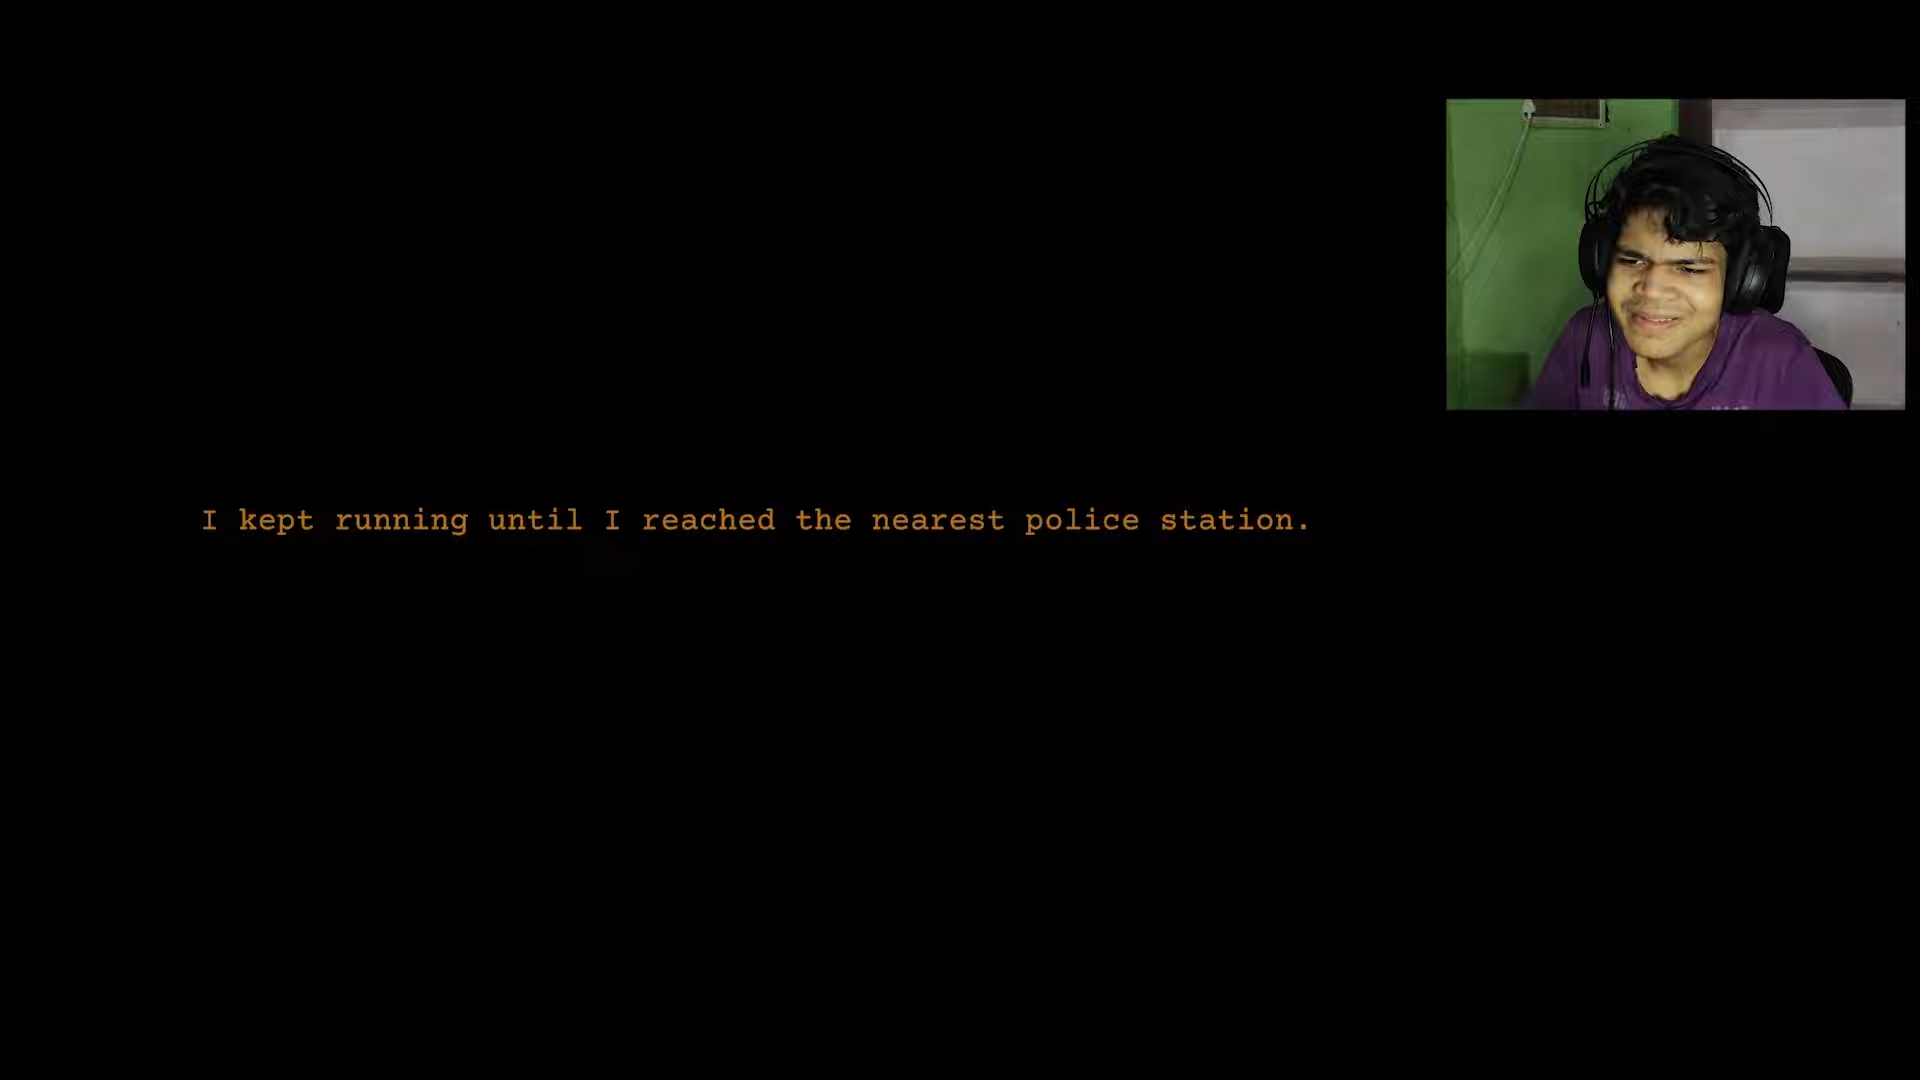 I kept running until I reached the nearest police station.